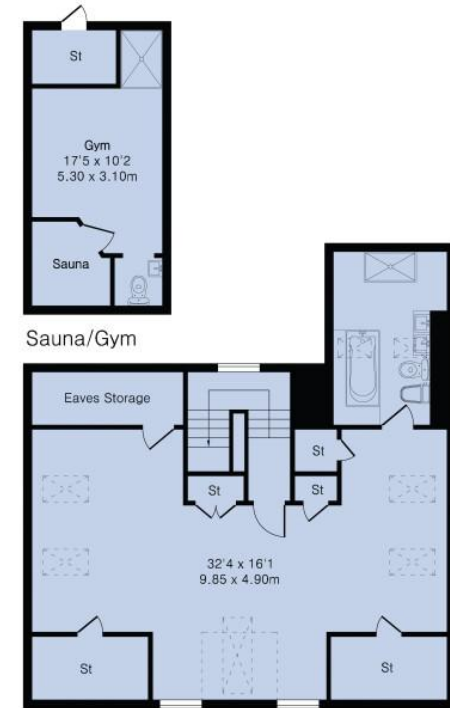 St
Gym
17'5 x 10'2
5.30 x 3.10m
Sauna
Sauna/Gym
Eaves Storage
St
St
St
32'4 x 16'1
9.85 x 4.90m
St
St